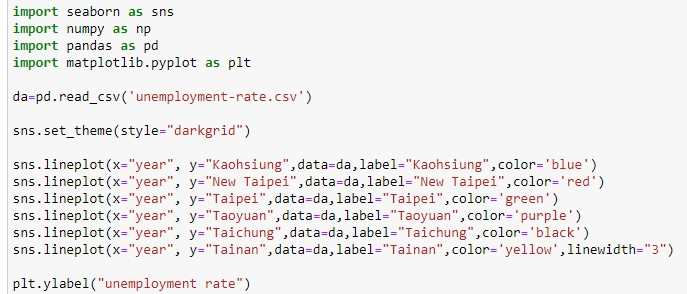 import seaborn as sns
import numpy as np
import pandas as pd
import matplotlib.pyplot as plt
da=pd.read_csv('unemployment-rate.csv')
sns.set_theme(style="darkgrid")
sns.lineplot(x="year", y="Kaohsiung",data=da,label="Kaohsiung",color='blue')
sns.lineplot(x="year", y="New Taipei",data=da,label="New Taipei",color='red')
sns.lineplot(x="year", y="Taipei",data=da,label="Taipei",color='green')
sns.lineplot(x="year", y="Taoyuan",data=da,label="Taoyuan",color='purple')
sns.lineplot(x="year", y="Taichung",data=da,label="Taichung",color='black')
sns.lineplot(x="year", y="Tainan",data=da,label="Tainan",color='yellow',linewidth="3")
plt.ylabel("unemployment rate")